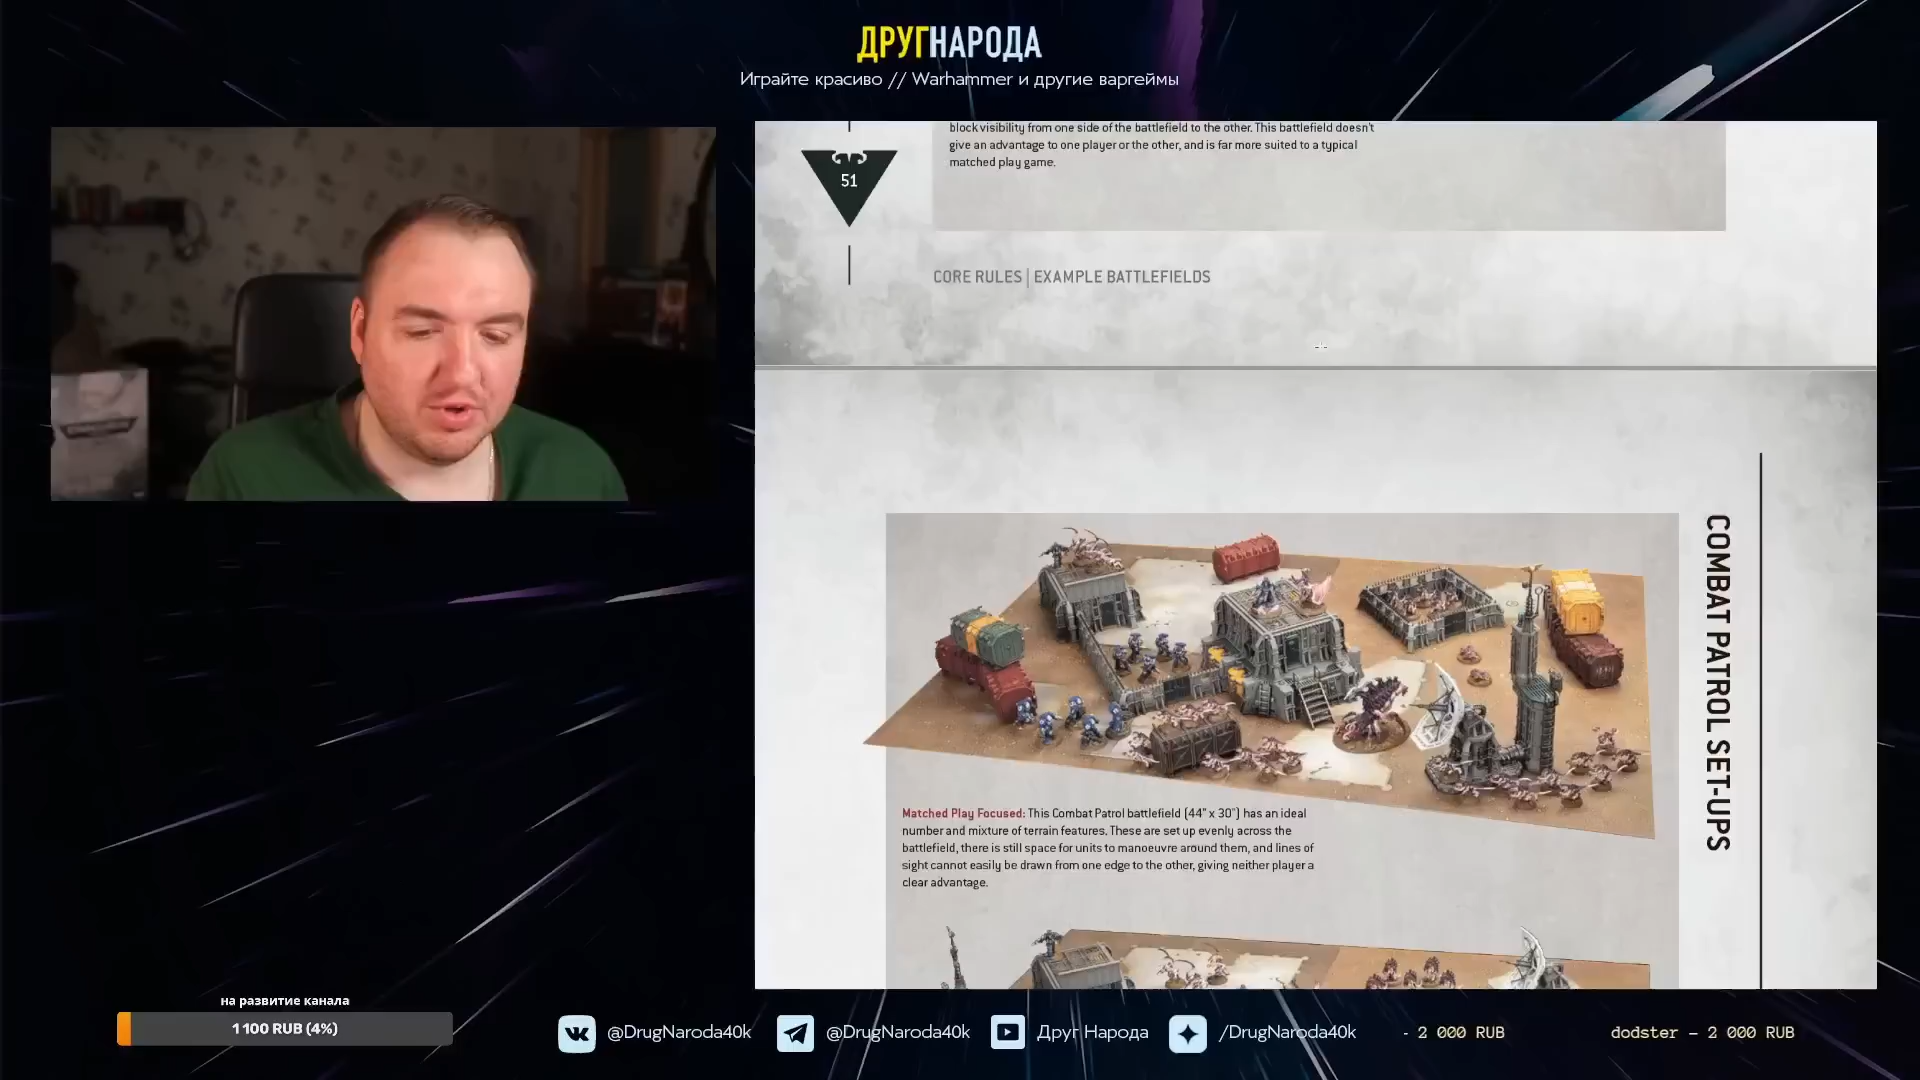 ДРУГНАРОДА
Играйте красиво // Warhammer и другие варгеймы
block visibility from one side of the battlefield to the other. This battlefield doesn't
give an advantage to one player or the other, and is far more suited to a typical
matched play game.
51
CORE RULES | EXAMPLE BATTLEFIELDS
COMBAT PATROL SET-UPS
Matched Play Focused: This Combat Patrol battlefield (44" x 30") has an ideal
number and mixture of terrain features. These are set up evenly across the
battlefield, there is still space for units to manoeuvre around them, and lines of
sight cannot easily be drawn from one edge to the other, giving neither player a
clear advantage.
на развитие канала
1 100 RUB (4%)
@DrugNaroda40k
@DrugNaroda40k
Друг Народа
/DrugNaroda40k
- 2 000 RUB
dodster - 2 000 RUB